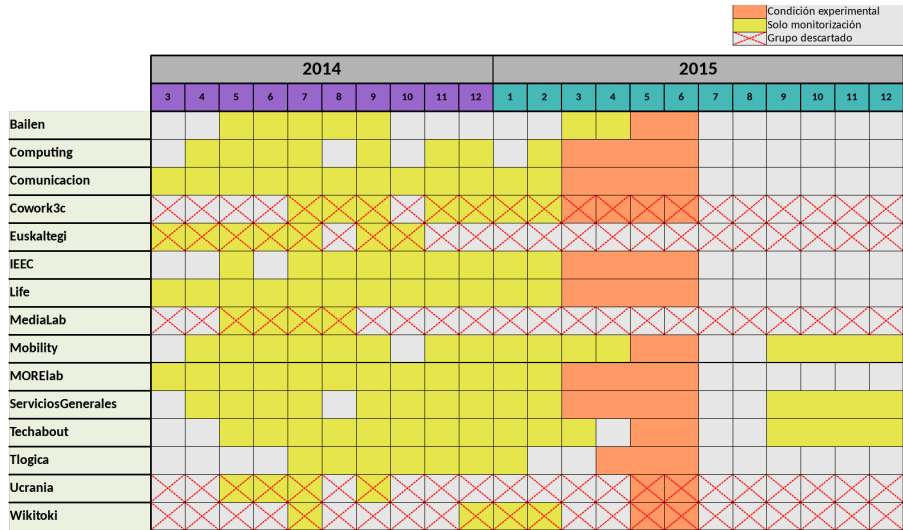 Condición experimental
Solo monitorización
Grupo descartado
2014 2015
3 4 5 6 7 8 9 10 11 12 1 2 3 4 5 6 7 8 9 10 11 12
Bailen
Computing
Comunicacion
Cowork3c
Euskaltegi
IEEC
Life
MediaLab
Mobility
MORElab
ServiciosGenerales
Techabout
Tlogica
Ucrania
Wikitoki